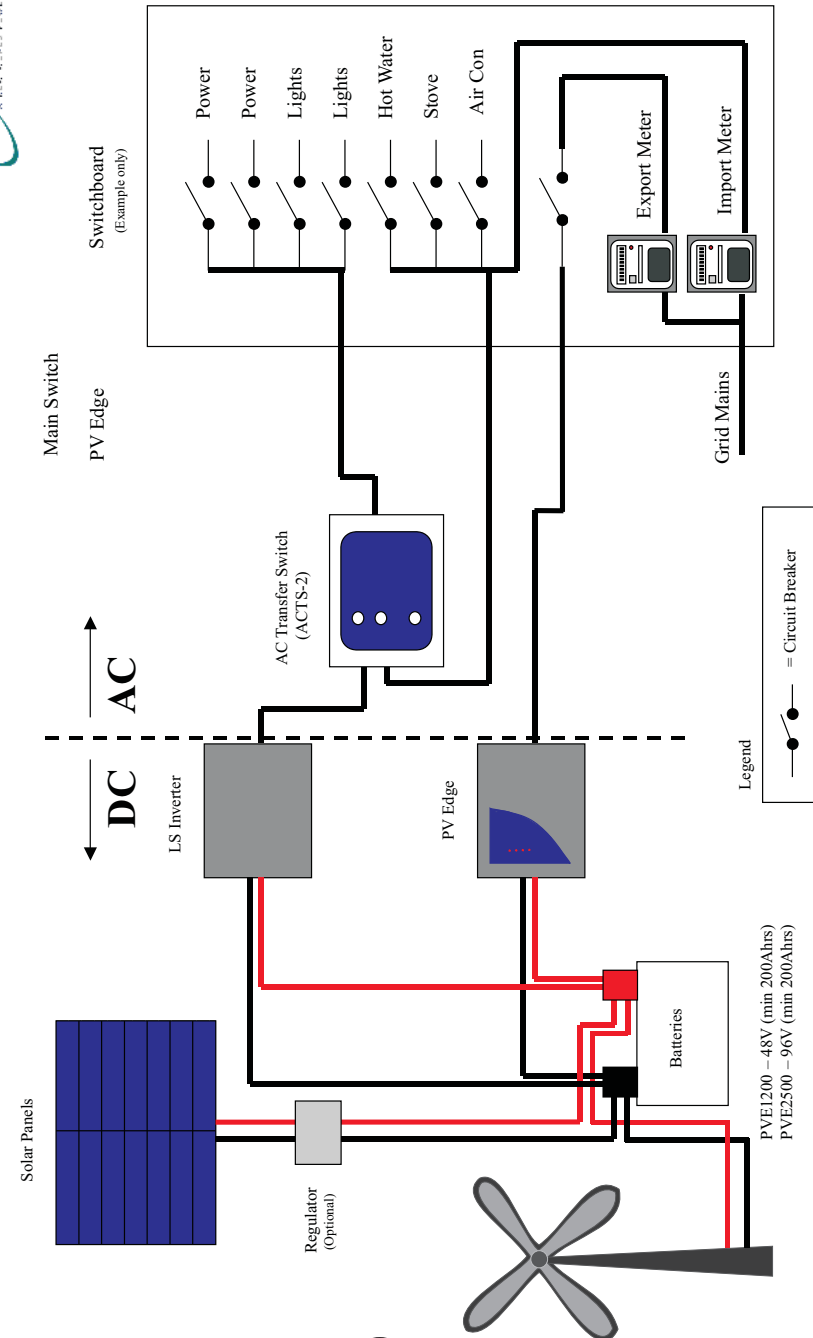 Solar Panels
Regulator
(Optional)
DC
AC
LS Inverter
PV Edge
Batteries
PVE1200 – 48V (min 200Ahrs)
PVE2500 – 96V (min 200Ahrs)
AC Transfer Switch
(ACTS-2)
Main Switch
PV Edge
Switchboard
(Example only)
Power
Power
Lights
Lights
Hot Water
Stove
Air Con
Export Meter
Import Meter
Grid Mains
Legend
= Circuit Breaker